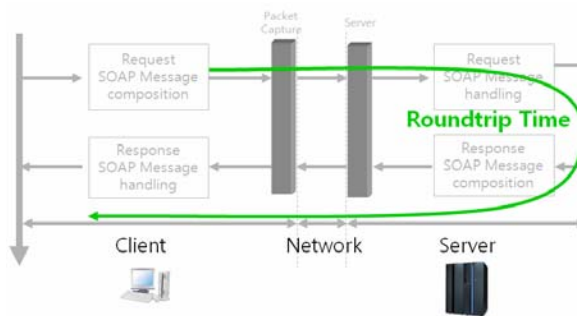 Packet
Capture
Server
Request
SOAP Message
composition
Request
SOAP Message
handling
Roundtrip Time
Response
SOAP Message
handling
Response
SOAP Message
composition
Client
Network
Server